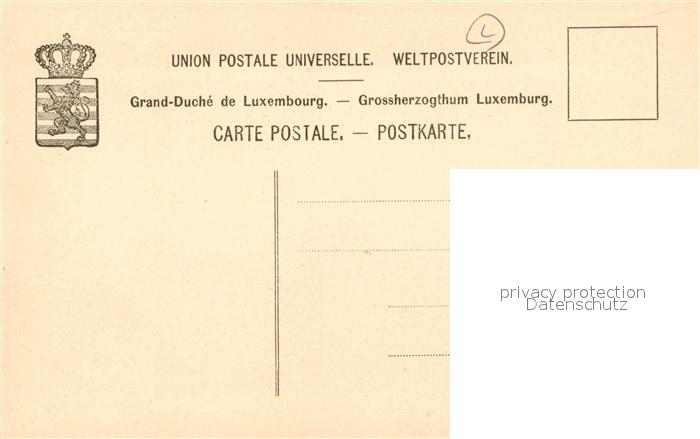 L
UNION POSTALE UNIVERSELLE. WELTPOSTVEREIN.
Grand-Duché de Luxembourg. — Grossherzogthum Luxemburg.
CARTE POSTALE. — POSTKARTE.
privacy protection
Datenschutz